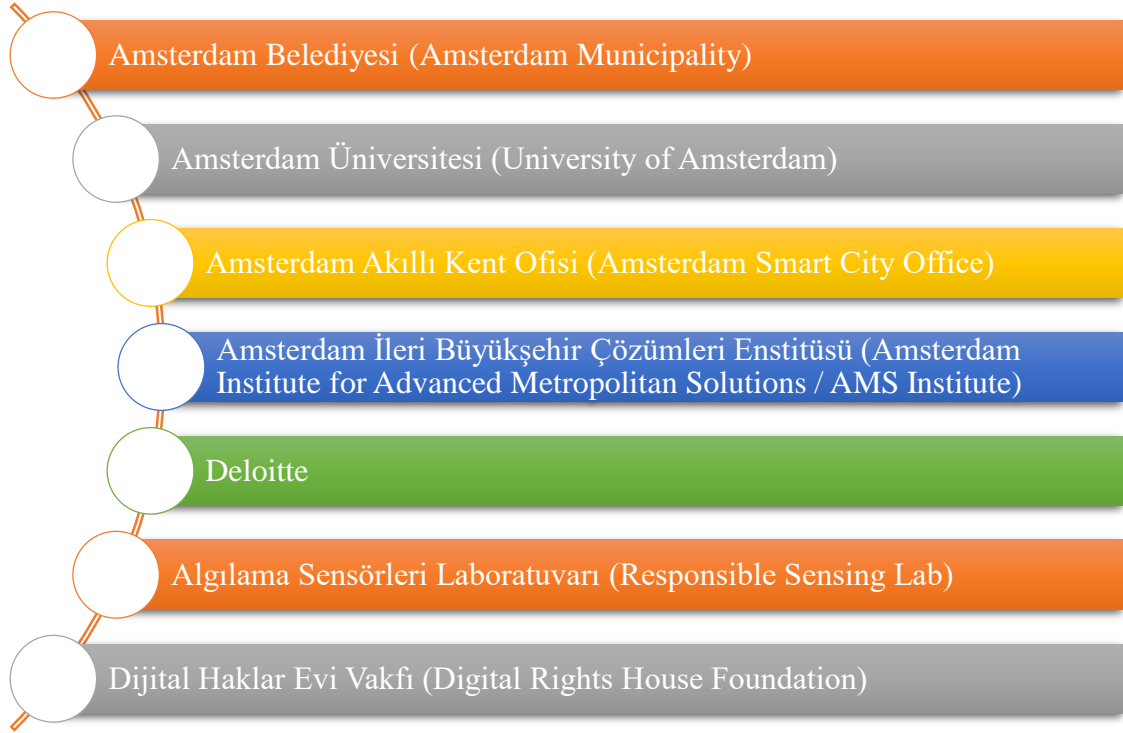 Amsterdam Belediyesi (Amsterdam Municipality)
Amsterdam Üniversitesi (University of Amsterdam)
Amsterdam Akıllı Kent Ofisi (Amsterdam Smart City Office)
Amsterdam İleri Büyükşehir Çözümleri Enstitüsü (Amsterdam
Institute for Advanced Metropolitan Solutions / AMS Institute)
Deloitte
Algılama Sensörleri Laboratuvarı (Responsible Sensing Lab)
Dijital Haklar Evi Vakfı (Digital Rights House Foundation)